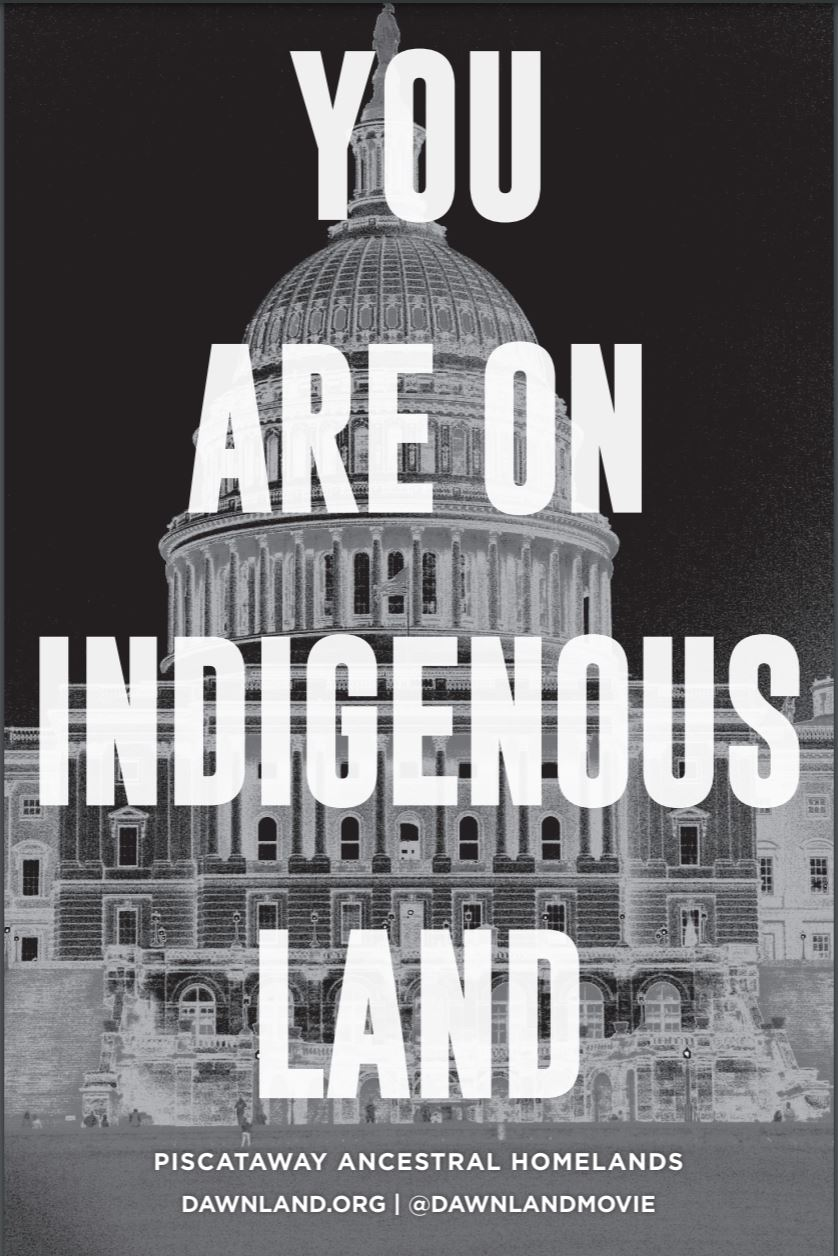 YOU
ARE ON
INDIGENOUS
LAND
PISCATAWAY ANCESTRAL HOMELANDS
DAWNLAND.ORG | @DAWNLANDMOVIE